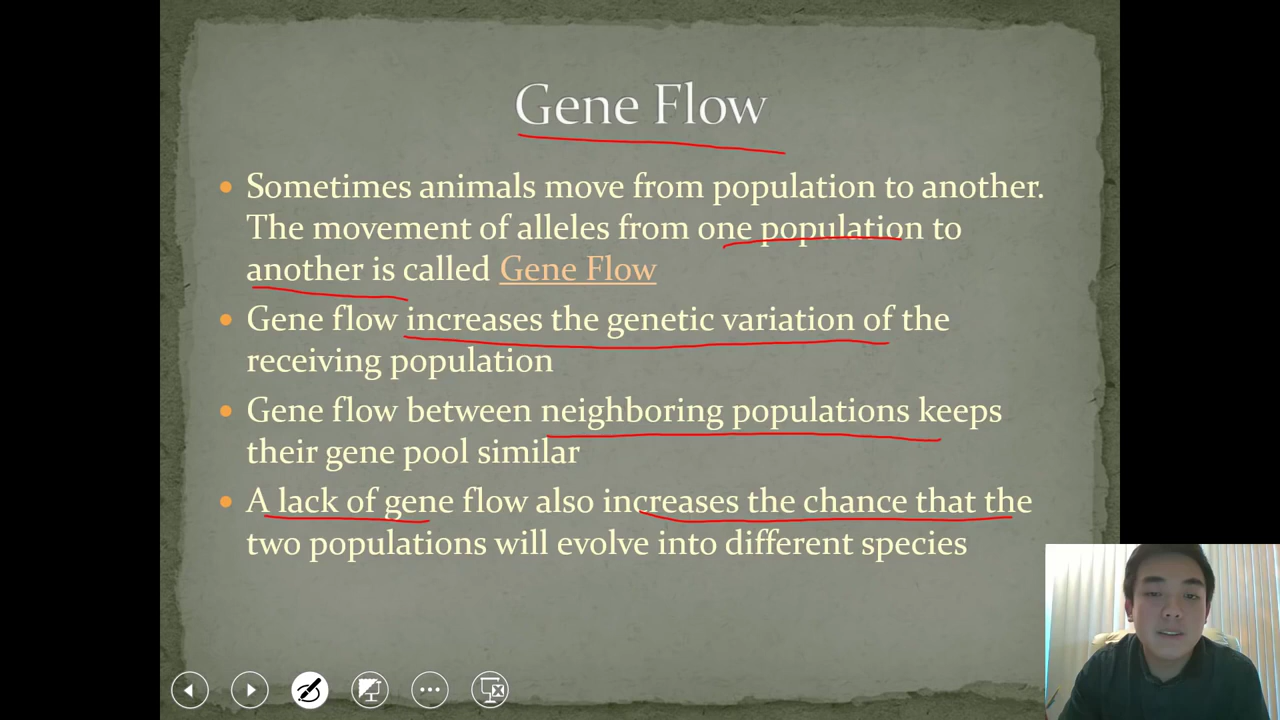 Gene Flow
Sometimes animals move from population to another.
The movement of alleles from one population to
another is called Gene Flow
Gene flow increases the genetic variation of the
receiving population
Gene flow between neighboring populations keeps
their gene pool similar
A lack of gene flow also increases the chance that the
two populations will evolve into different species